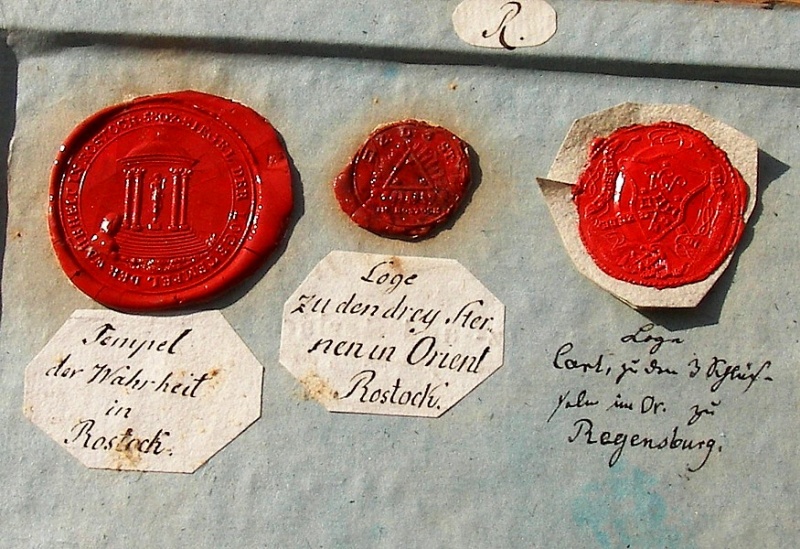 R.
Tempel
der Wahrheit
in
Rostock.
Loge
zu den drey Ster-
nen in Orient
Rostock.
Loge
Carl, zu den 3 Schlüs-
seln im Or. zu
Regensburg.